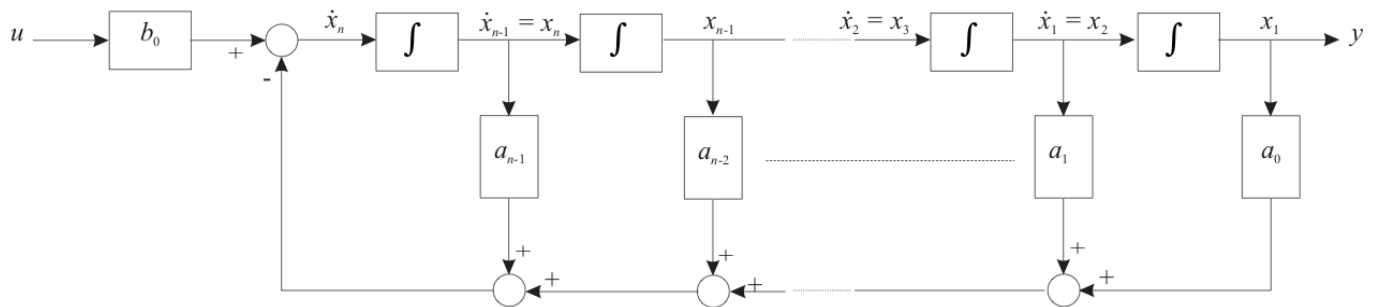 u b₀ + - ẋₙ ∫ ẋₙ₋₁ = xₙ ∫ xₙ₋₁ ẋ₂ = x₃ ∫ ẋ₁ = x₂ ∫ x₁ y
aₙ₋₁ aₙ₋₂ a₁ a₀
+ + + + + +